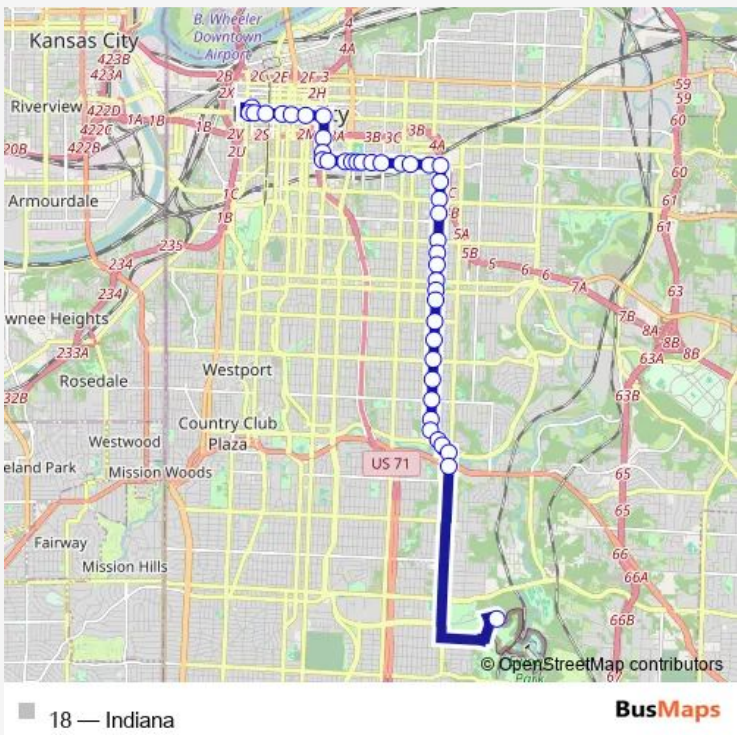 B. Wheeler
Downtown
Airport
4
Kansas City
4A
423B
423A
2B
2F
3
59
2X
2H
59
Riverview
422D
60
422C
1A
1B
1B
2V
2S
3B
3C
3B
20B
422B
2U
4A
60
Armourdale
1C
61
1B
5A
61
235
5B
5
6
6
234
7A
63
234
wnee Heights
7B
8A
8B
233A
63A
8B
Westport
Rosedale
32B
63B
Country Club
Plaza
Westwood
eland Park
Mission Woods
US 71
65
65
Fairway
66
Mission Hills
66A
66B
© OpenStreetMap contributors
Park
18 — Indiana
BusMaps